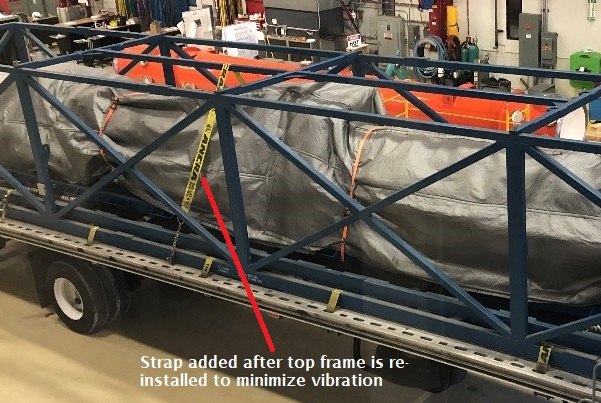 Strap added after top frame is re-
installed to minimize vibration